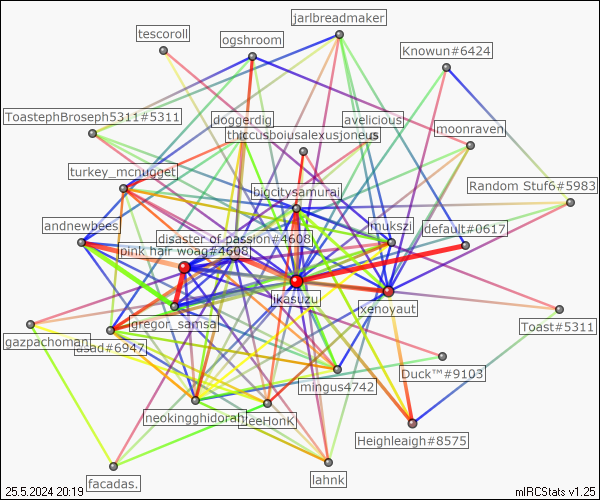 jarlbreadmaker
tescoroll
ogshroom
Knowun#6424
ToastephBroseph5311#5311
doggerdig
avelicious
thiccusboiusalexusjoneus
moonraven
turkey_mcnugget
bigcitysamurai
Random Stuf6#5983
andnewbees
mukszi
default#0617
disaster of passion#4608
pink hair woag#4608
ikasuzu
xenoyaut
gregor_samsa
Toast#5311
gazpachoman
asad#6947
Duck™#9103
mingus4742
neokingghidorah
LeeHonK
Heighleigh#8575
facadas.
lahnk
25.5.2024 20:19
mIRCStats v1.25